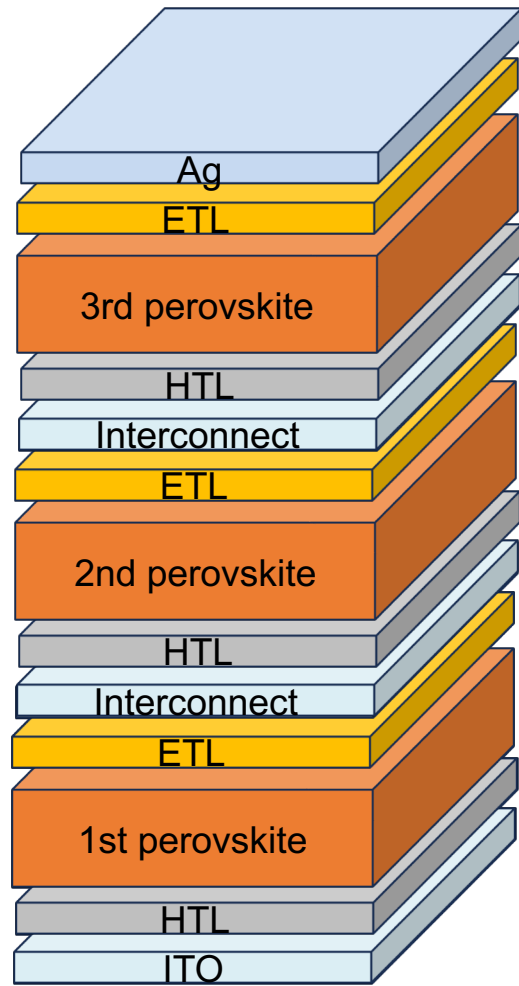 Ag
ETL
3rd perovskite
HTL
Interconnect
ETL
2nd perovskite
HTL
Interconnect
ETL
1st perovskite
HTL
ITO